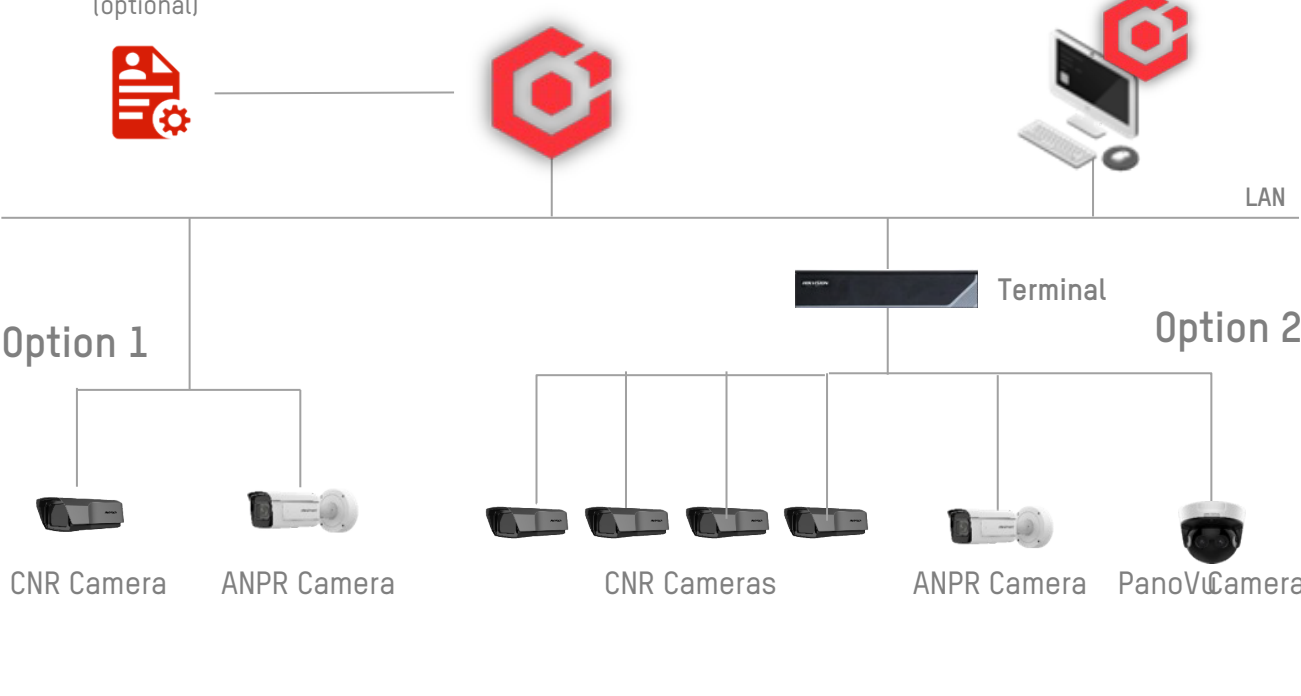 (optional)
LAN
Terminal
Option 1
Option 2
CNR Camera
ANPR Camera
CNR Cameras
ANPR Camera
PanoVu Camera